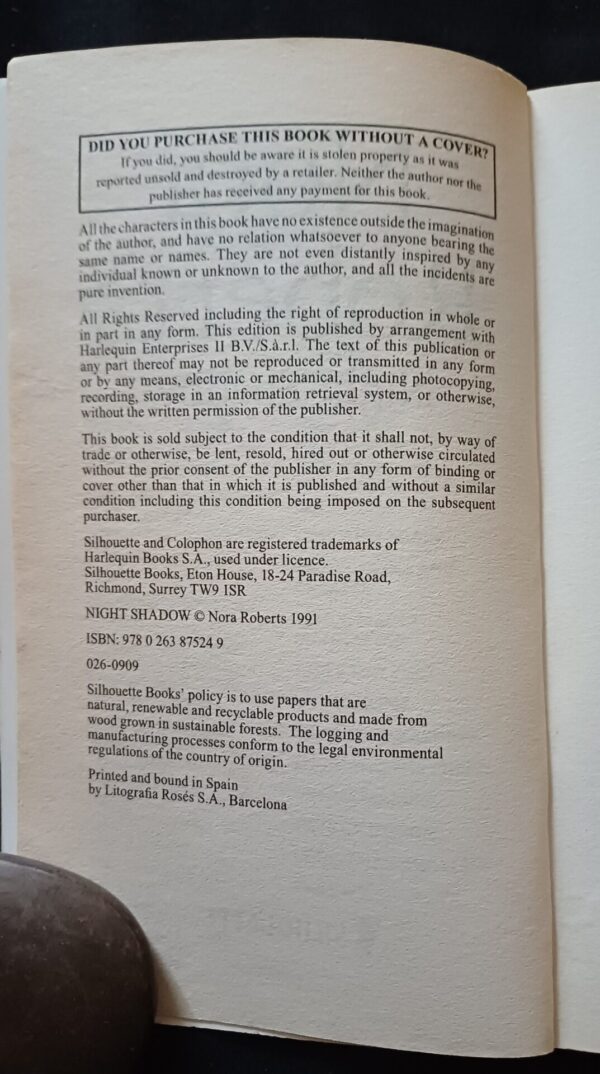 DID YOU PURCHASE THIS BOOK WITHOUT A COVER?
If you did, you should be aware it is stolen property as it was
reported unsold and destroyed by a retailer. Neither the author nor the
publisher has received any payment for this book.
All the characters in this book have no existence outside the imagination
of the author, and have no relation whatsoever to anyone bearing the
same name or names. They are not even distantly inspired by any
individual known or unknown to the author, and all the incidents are
pure invention.
All Rights Reserved including the right of reproduction in whole or
in part in any form. This edition is published by arrangement with
Harlequin Enterprises II B.V./S.à.r.l. The text of this publication or
any part thereof may not be reproduced or transmitted in any form
or by any means, electronic or mechanical, including photocopying,
recording, storage in an information retrieval system, or otherwise,
without the written permission of the publisher.
This book is sold subject to the condition that it shall not, by way of
trade or otherwise, be lent, resold, hired out or otherwise circulated
without the prior consent of the publisher in any form of binding or
cover other than that in which it is published and without a similar
condition including this condition being imposed on the subsequent
purchaser.
Silhouette and Colophon are registered trademarks of
Harlequin Books S.A., used under licence.
Silhouette Books, Eton House, 18-24 Paradise Road,
Richmond, Surrey TW9 1SR
NIGHT SHADOW © Nora Roberts 1991
ISBN: 978 0 263 87524 9
026-0909
Silhouette Books' policy is to use papers that are
natural, renewable and recyclable products and made from
wood grown in sustainable forests. The logging and
manufacturing processes conform to the legal environmental
regulations of the country of origin.
Printed and bound in Spain
by Litografia Rosés S.A., Barcelona